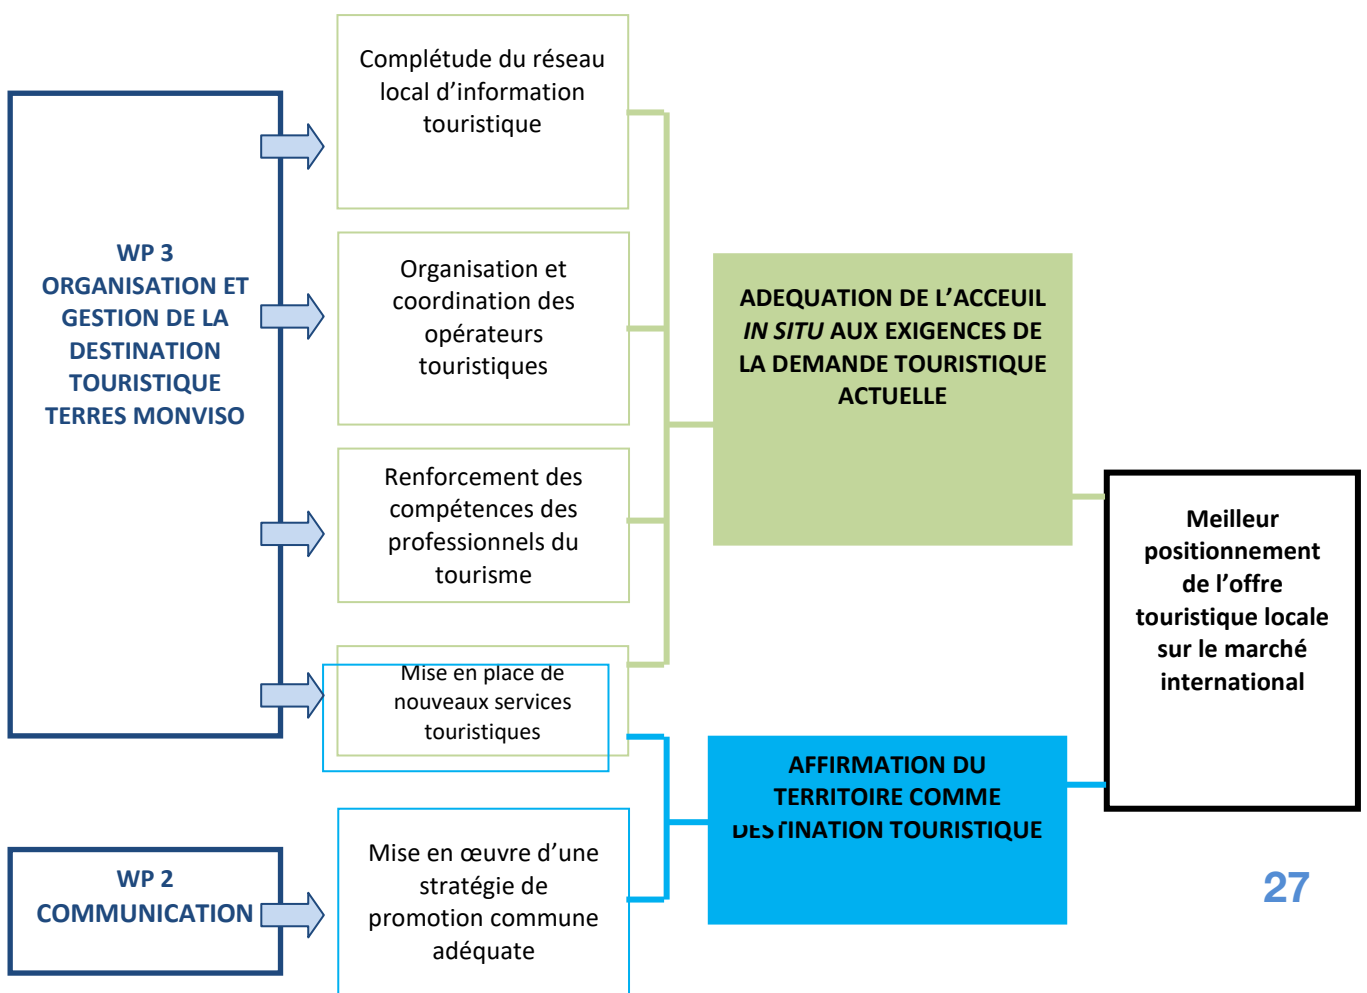 Complétude du réseau
local d’information
touristique
WP 3
ORGANISATION ET
GESTION DE LA
DESTINATION
TOURISTIQUE
TERRES MONVISO
Organisation et
coordination des
opérateurs
touristiques
ADEQUATION DE L’ACCEUIL
IN SITU AUX EXIGENCES DE
LA DEMANDE TOURISTIQUE
ACTUELLE
Renforcement des
compétences des
professionnels du
tourisme
Meilleur
positionnement
de l’offre
touristique locale
sur le marché
international
Mise en place de
nouveaux services
touristiques
AFFIRMATION DU
TERRITOIRE COMME
DESTINATION TOURISTIQUE
WP 2
COMMUNICATION
Mise en œuvre d’une
stratégie de
promotion commune
adéquate
27